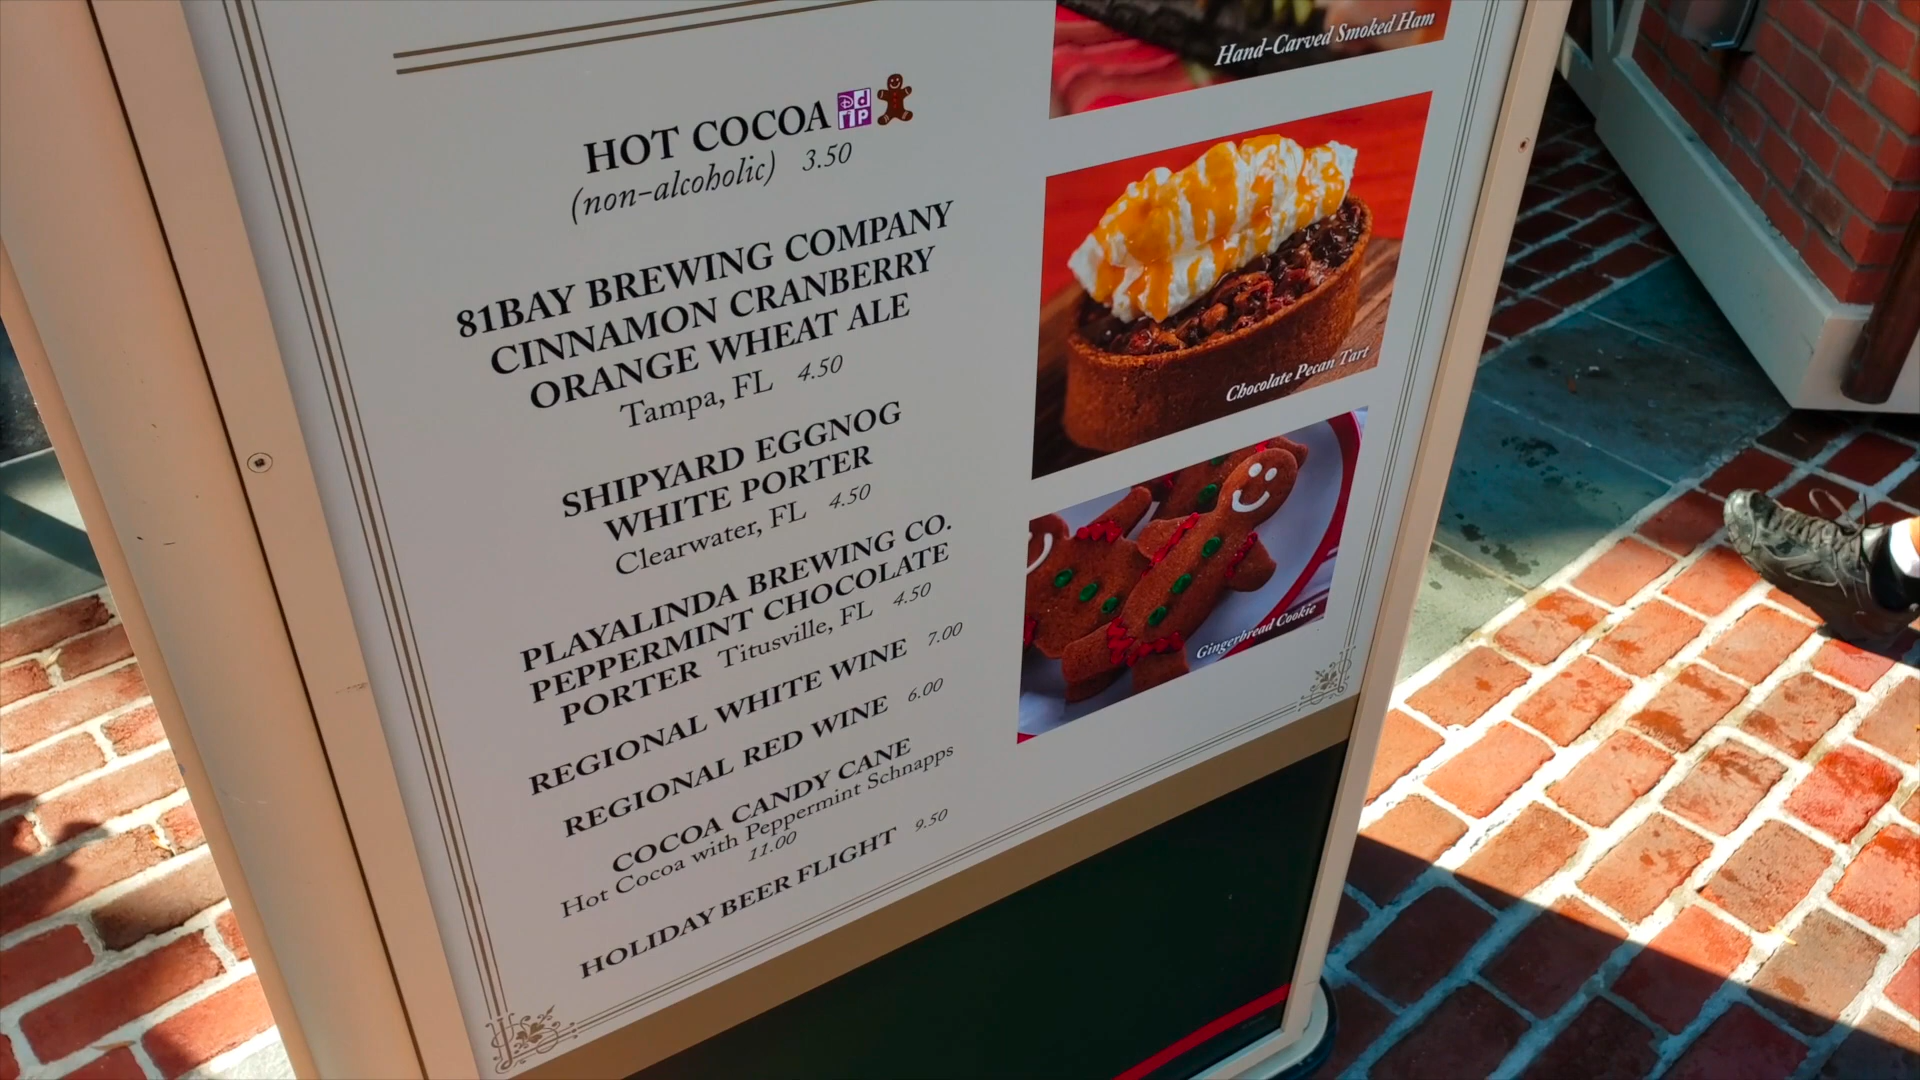 HOT COCOA
(non-alcoholic) 3.50
81BAY BREWING COMPANY
CINNAMON CRANBERRY
ORANGE WHEAT ALE
Tampa, FL 4.50
SHIPYARD EGGNOG
WHITE PORTER
Clearwater, FL 4.50
PLAYALINDA BREWING CO.
PEPPERMINT CHOCOLATE
PORTER Titusville, FL 4.50
REGIONAL WHITE WINE 7.00
REGIONAL RED WINE 6.00
COCOA CANDY CANE
Hot Cocoa with Peppermint Schnapps
11.00
HOLIDAY BEER FLIGHT 9.50
Hand-Carved Smoked Ham
Chocolate Pecan Tart
Gingerbread Cookie